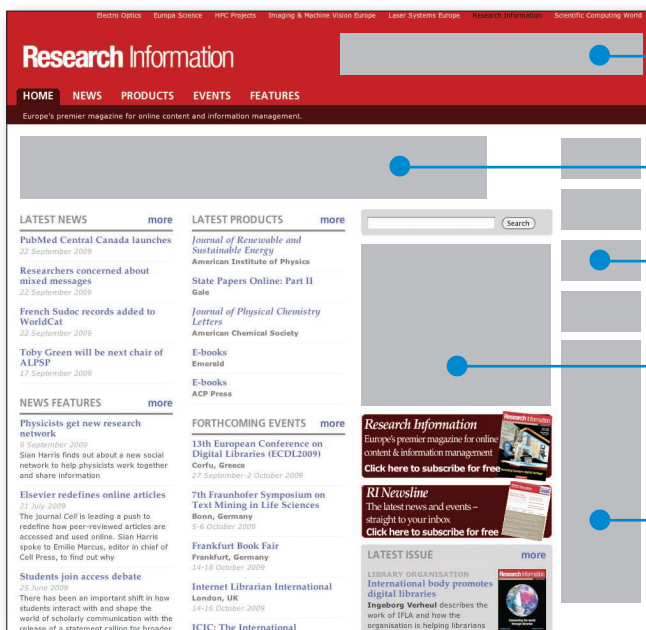 Electro Optics Europa Science HPC Projects Imaging & Machine Vision Europe Laser Systems Europe Research Information Scientific Computing World
Research Information
HOME NEWS PRODUCTS EVENTS FEATURES
Europe's premier magazine for online content and information management.
LATEST NEWS more
PubMed Central Canada launches
22 September 2009
Researchers concerned about
mixed messages
22 September 2009
French Sudoc records added to
WorldCat
22 September 2009
Toby Green will be next chair of
ALPSP
17 September 2009
NEWS FEATURES more
Physicists get new research
network
9 September 2009
Sian Harris finds out about a new social
network to help physicists work together
and share information
Elsevier redefines online articles
21 July 2009
The journal Cell is leading a push to
redefine how peer-reviewed articles are
accessed and used online. Sian Harris
spoke to Emilie Marcus, editor in chief of
Cell Press, to find out why
Students join access debate
25 June 2009
There has been an important shift in how
students interact with and shape the
world of scholarly communication with the
release of a statement calling for broader
LATEST PRODUCTS more
Journal of Renewable and
Sustainable Energy
American Institute of Physics
State Papers Online: Part II
Gale
Journal of Physical Chemistry
Letters
American Chemical Society
E-books
Emerald
E-books
ACP Press
FORTHCOMING EVENTS more
13th European Conference on
Digital Libraries (ECDL2009)
Corfu, Greece
27 September-2 October 2009
7th Fraunhofer Symposium on
Text Mining in Life Sciences
Bonn, Germany
5-6 October 2009
Frankfurt Book Fair
Frankfurt, Germany
14-18 October 2009
Internet Librarian International
London, UK
14-16 October 2009
ICIC: The International
Search
Research Information
Europe's premier magazine for online
content & information management
Click here to subscribe for free
Research Information
RI Newsline
The latest news and events –
straight to your inbox
Click here to subscribe for free
LATEST ISSUE more
LIBRARY ORGANISATION
International body promotes
digital libraries
Ingeborg Verheul describes the
work of IFLA and how the
organisation is helping librarians
Research Information